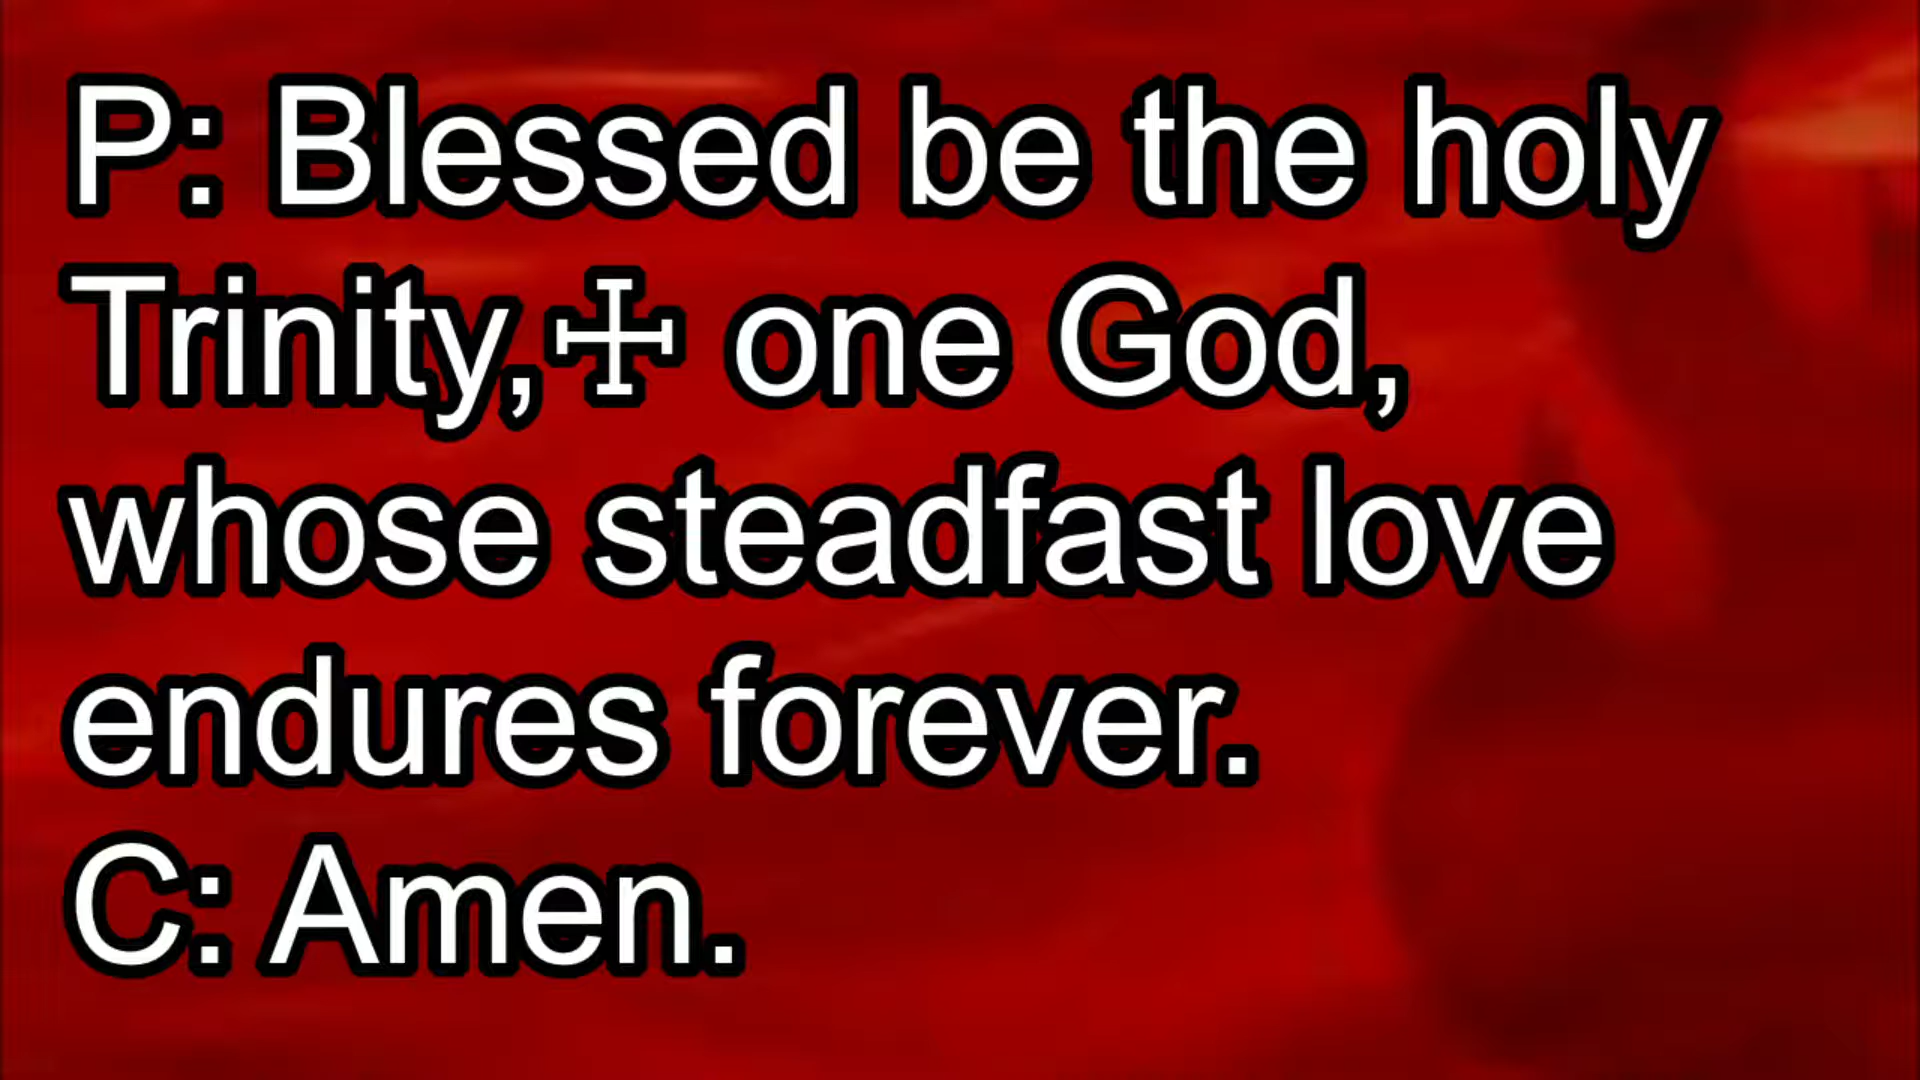 P: Blessed be the holy
Trinity,☩ one God,
whose steadfast love
endures forever.
C: Amen.